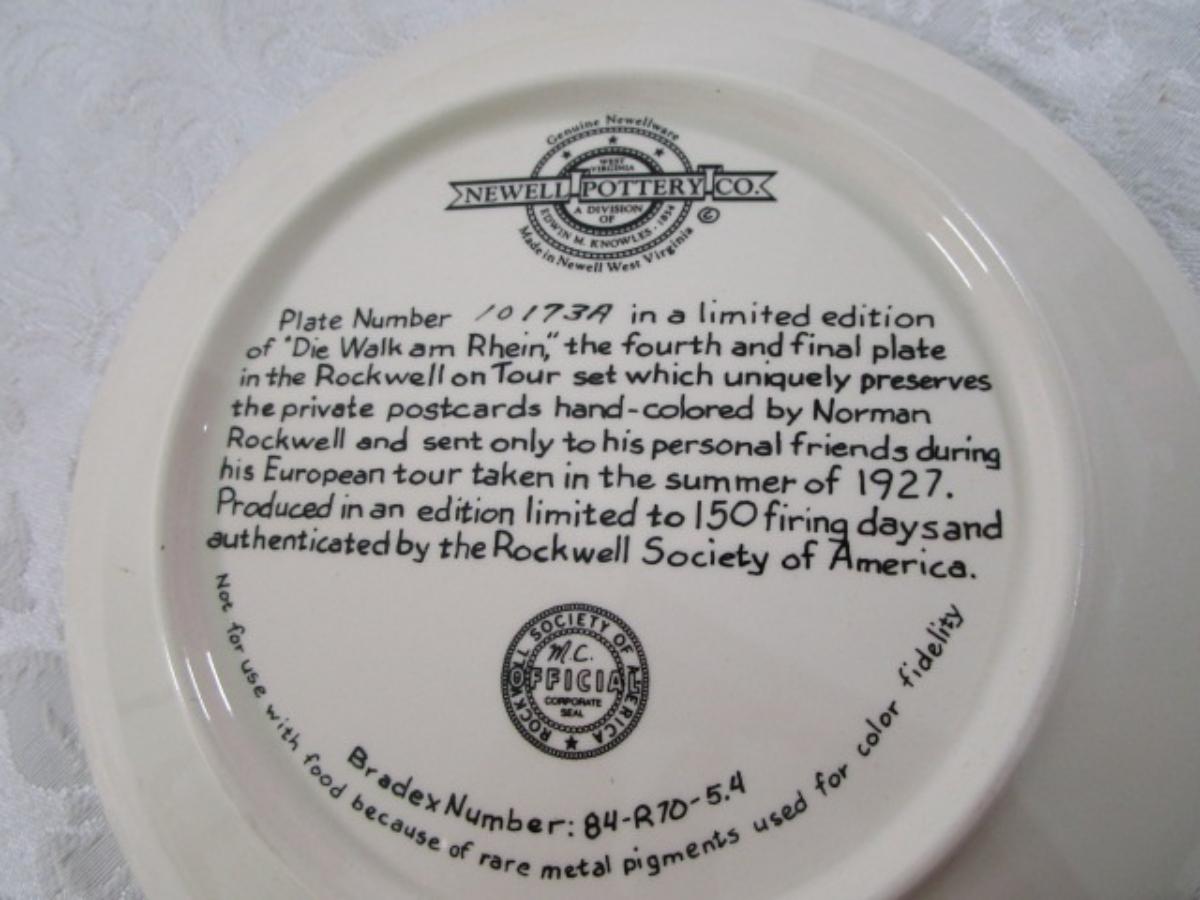 Genuine Newellware
WEST
VIRGINIA
NEWELL POTTERY CO.
A DIVISION
OF
EDWIN M. KNOWLES · 1854
©
Made in Newell West Virginia
Plate Number 10173A in a limited edition
of "Die Walk am Rhein," the fourth and final plate
in the Rockwell on Tour set which uniquely preserves
the private postcards hand-colored by Norman
Rockwell and sent only to his personal friends during
his European tour taken in the summer of 1927.
Produced in an edition limited to 150 firing days and
authenticated by the Rockwell Society of America.
ROCKWELL SOCIETY OF AMERICA
M.C.
OFFICIAL
CORPORATE
SEAL
Bradex Number: 84-R70-5.4
Not for use with food because of rare metal pigments used for color fidelity